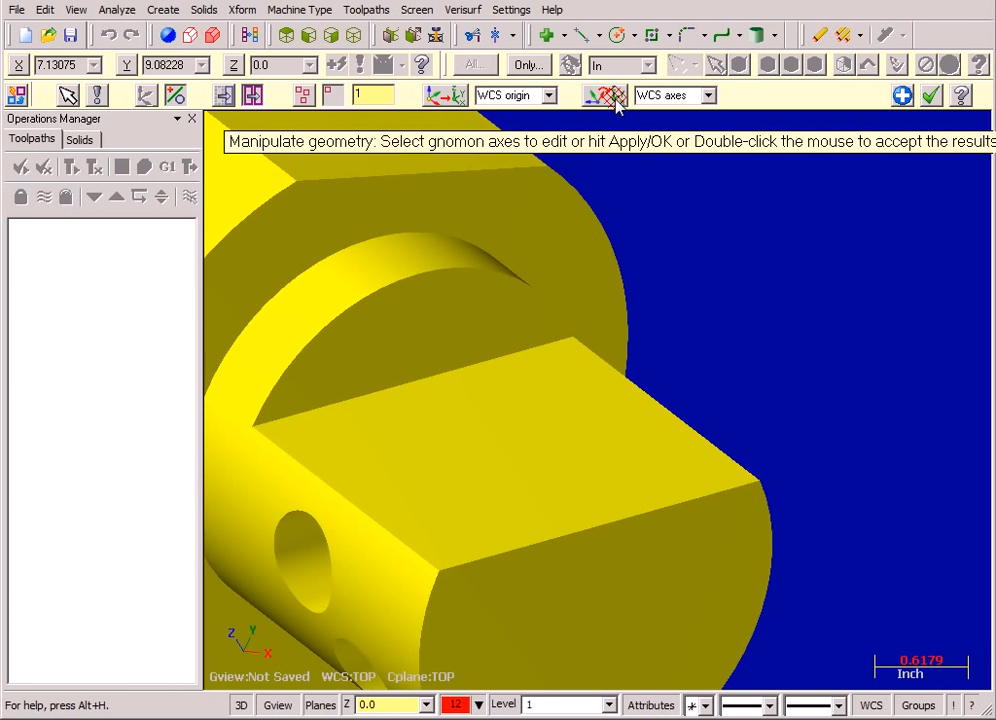 File Edit View Analyze Create Solids Xform Machine Type Toolpaths Screen Verisurf Settings Help
X 7.13075 Y 9.08228 Z 0.0 All... Only... In
1 WCS origin WCS axes
Operations Manager
Toolpaths Solids
Manipulate geometry: Select gnomon axes to edit or hit Apply/OK or Double-click the mouse to accept the results
G1
Z Y X
0.6179
Inch
Gview:Not Saved WCS:TOP Cplane:TOP
For help, press Alt+H. 3D Gview Planes Z 0.0 12 Level 1 Attributes * WCS Groups ! ?